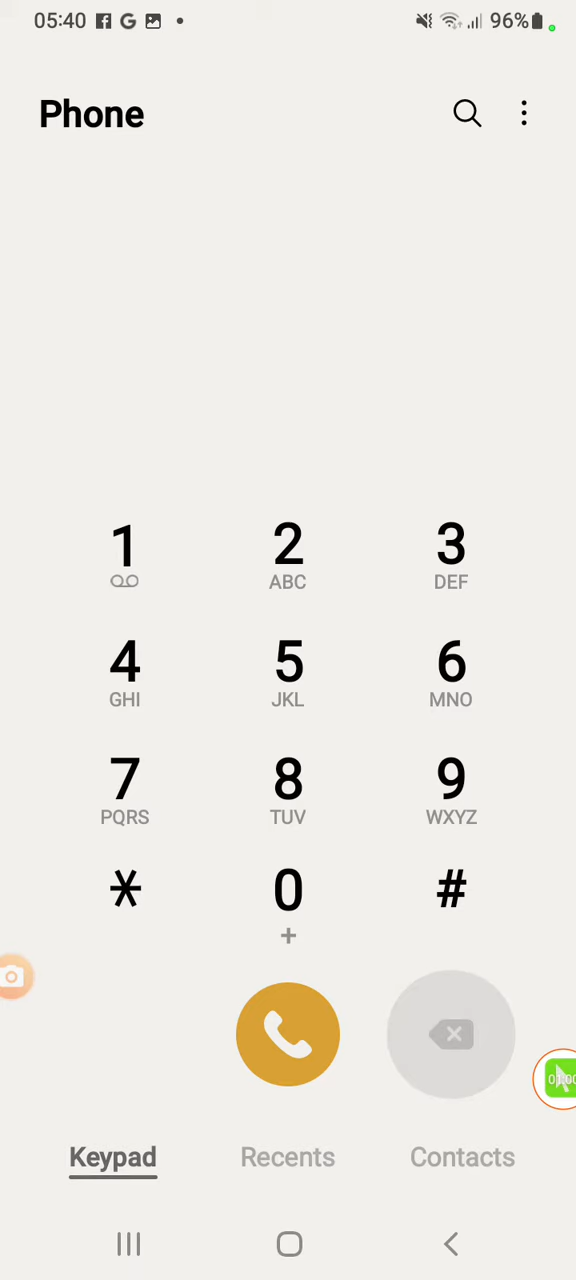 05:40 96%
Phone
1 2 3
ABC DEF
4 5 6
GHI JKL MNO
7 8 9
PQRS TUV WXYZ
* 0 #
+
Keypad Recents Contacts